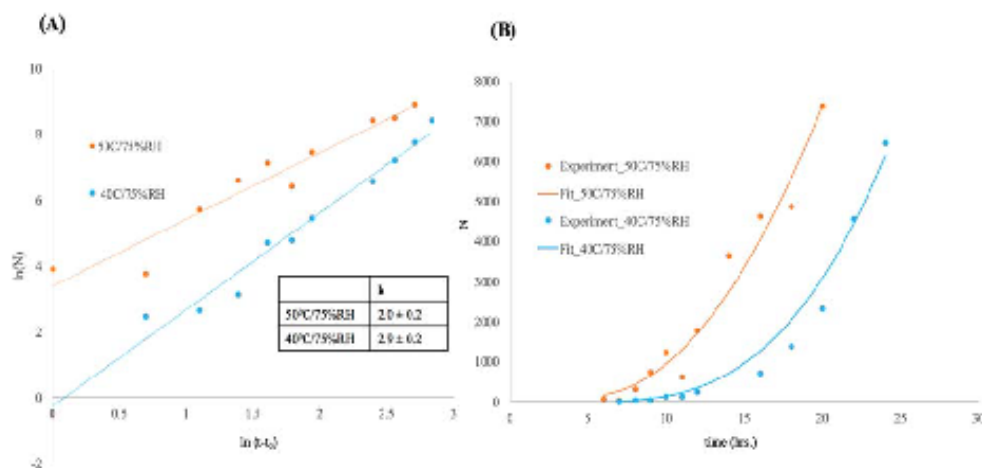 (A)
10
8
6
4
2
0
-2
ln(N)
50C/75%RH
40C/75%RH
k
50°C/75%RH 2.0 ± 0.2
40°C/75%RH 2.9 ± 0.2
0 0.5 1 1.5 2 2.5 3
ln (t-t₀)
(B)
8000
7000
6000
5000
4000
3000
2000
1000
0
N
Experiment_50C/75%RH
Fit_50C/75%RH
Experiment_40C/75%RH
Fit_40C/75%RH
0 5 10 15 20 25 30
time (hrs.)